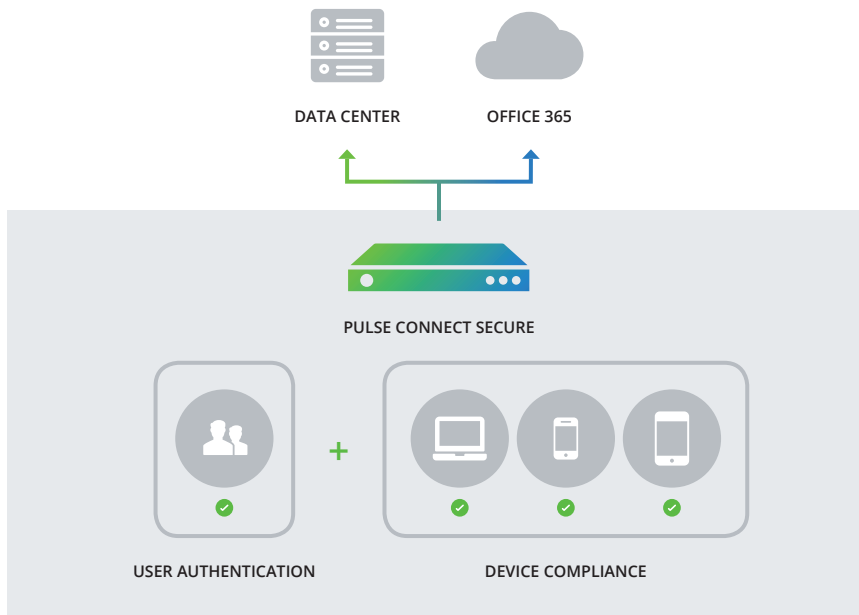 DATA CENTER
OFFICE 365
PULSE CONNECT SECURE
USER AUTHENTICATION
DEVICE COMPLIANCE